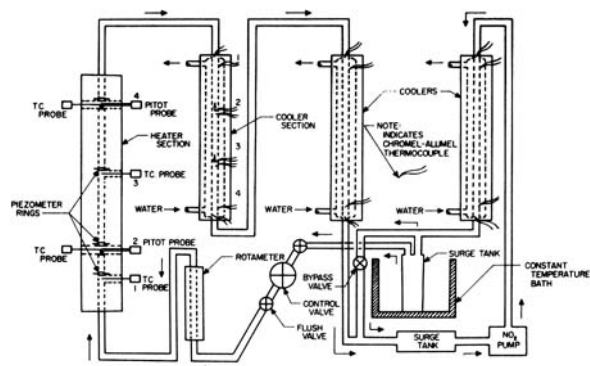 4
TC
PROBE
PITOT PROBE
HEATER
SECTION
TC PROBE
3
PIEZOMETER
RINGS
2
PITOT PROBE
TC
PROBE
TC
PROBE
1
1
2
3
4
COOLER
SECTION
WATER
COOLERS
NOTE:
INDICATES
CHROMEL-ALUMEL
THERMOCOUPLE
WATER
WATER
ROTAMETER
BYPASS
VALVE
CONTROL
VALVE
FLUSH
VALVE
SURGE TANK
CONSTANT
TEMPERATURE
BATH
SURGE
TANK
PUMP